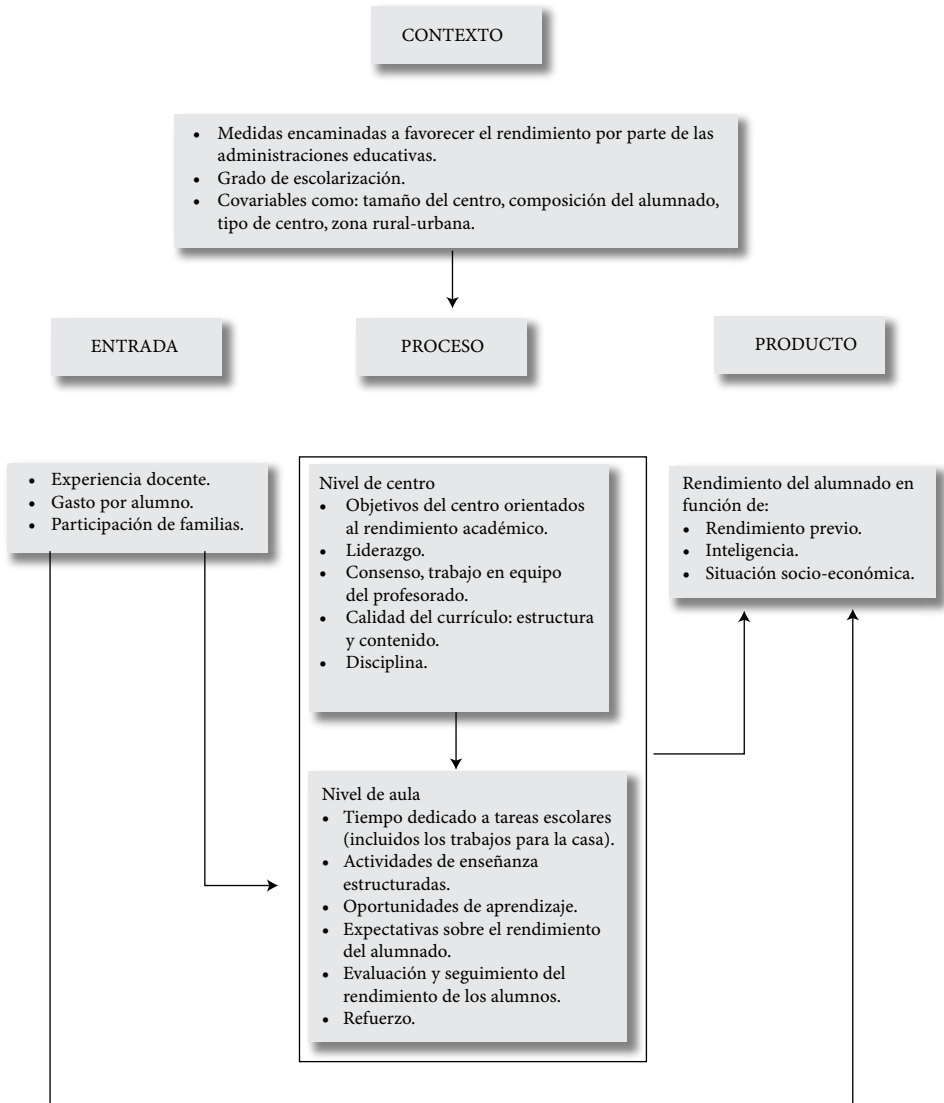 CONTEXTO
• Medidas encaminadas a favorecer el rendimiento por parte de las
administraciones educativas.
• Grado de escolarización.
• Covariables como: tamaño del centro, composición del alumnado,
tipo de centro, zona rural-urbana.
ENTRADA
PROCESO
PRODUCTO
• Experiencia docente.
• Gasto por alumno.
• Participación de familias.
Nivel de centro
• Objetivos del centro orientados
al rendimiento académico.
• Liderazgo.
• Consenso, trabajo en equipo
del profesorado.
• Calidad del currículo: estructura
y contenido.
• Disciplina.
Nivel de aula
• Tiempo dedicado a tareas escolares
(incluidos los trabajos para la casa).
• Actividades de enseñanza
estructuradas.
• Oportunidades de aprendizaje.
• Expectativas sobre el rendimiento
del alumnado.
• Evaluación y seguimiento del
rendimiento de los alumnos.
• Refuerzo.
Rendimiento del alumnado en
función de:
• Rendimiento previo.
• Inteligencia.
• Situación socio-económica.